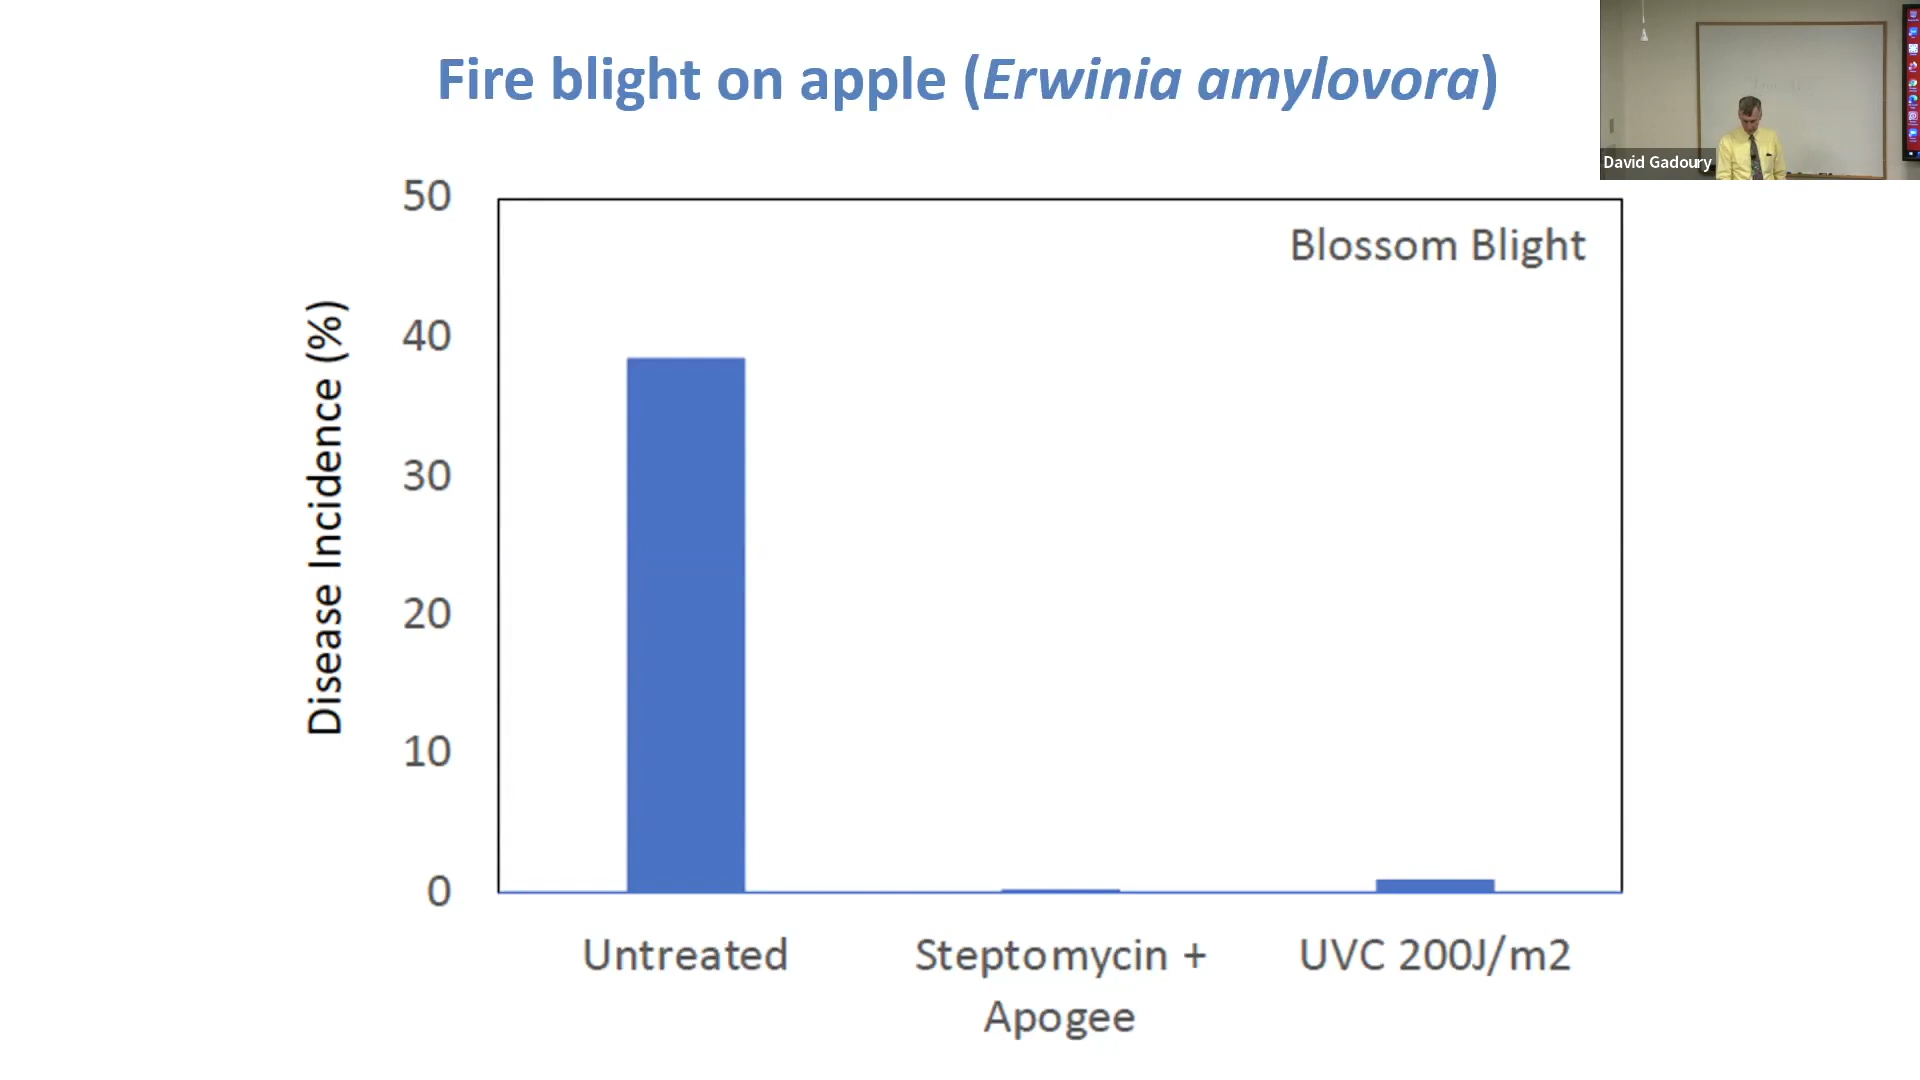 Fire blight on apple (Erwinia amylovora)
David Gadoury
Blossom Blight
Disease Incidence (%)
50
40
30
20
10
0
Untreated
Steptomycin +
Apogee
UVC 200J/m2